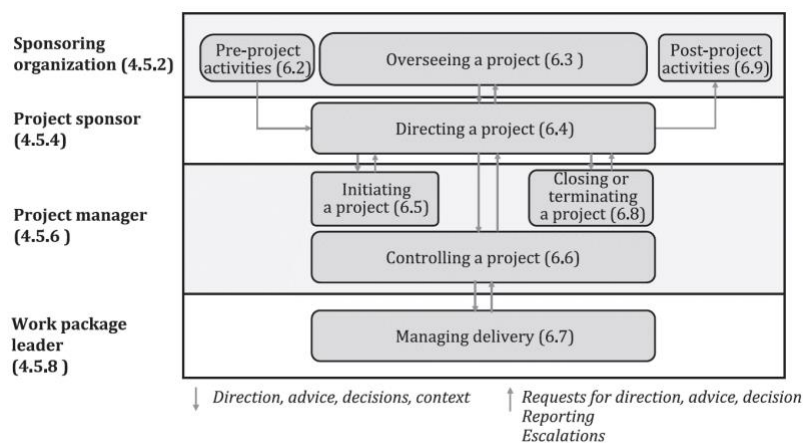 Sponsoring
organization (4.5.2)
Pre-project
activities (6.2)
Overseeing a project (6.3 )
Post-project
activities (6.9)
Project sponsor
(4.5.4)
Directing a project (6.4)
Project manager
(4.5.6 )
Initiating
a project (6.5)
Closing or
terminating
a project (6.8)
Controlling a project (6.6)
Work package
leader
(4.5.8 )
Managing delivery (6.7)
Direction, advice, decisions, context
Requests for direction, advice, decision
Reporting
Escalations